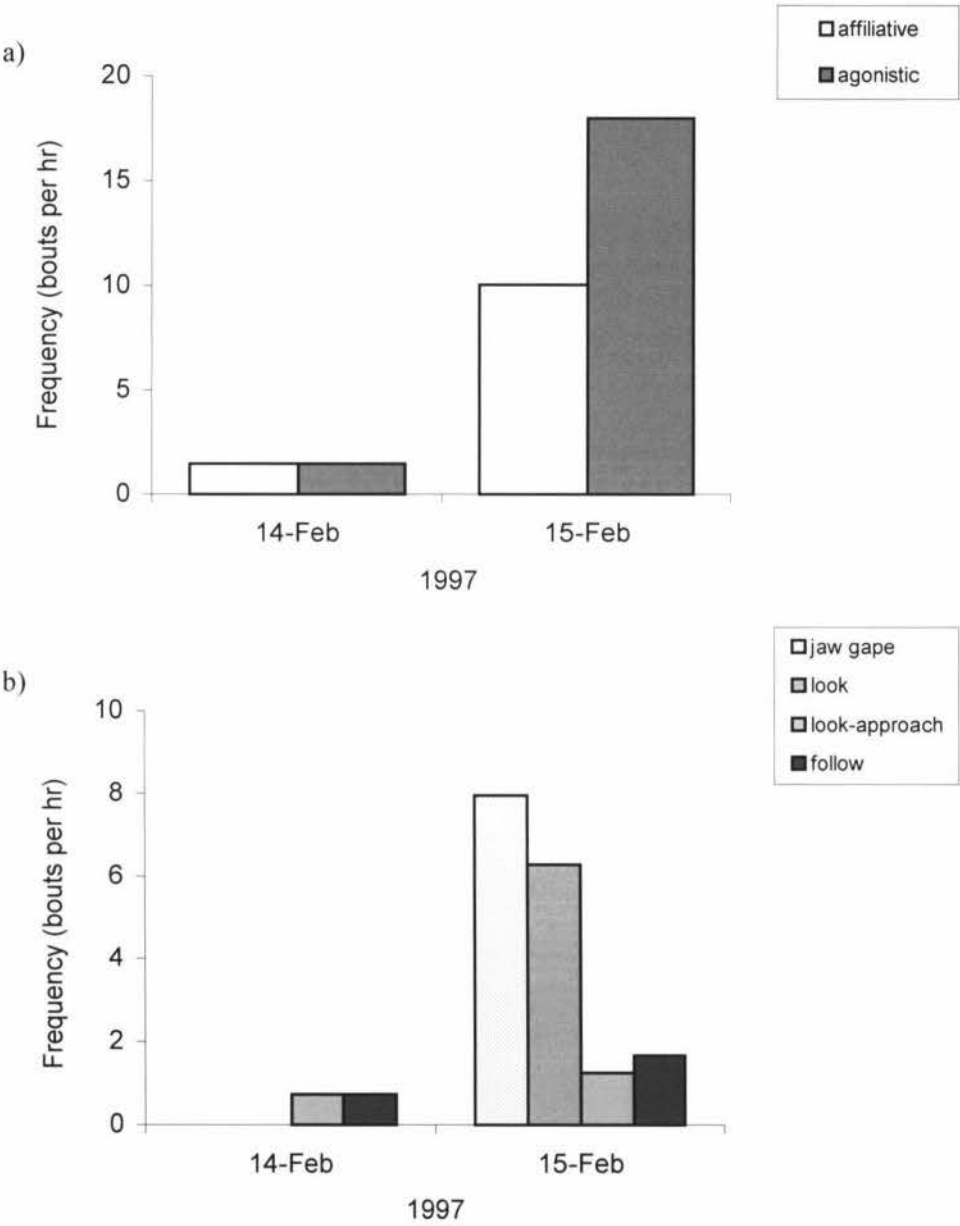 a)
affiliative
agonistic
Frequency (bouts per hr)
20
15
10
5
0
14-Feb
15-Feb
1997
b)
jaw gape
look
look-approach
follow
Frequency (bouts per hr)
10
8
6
4
2
0
14-Feb
15-Feb
1997